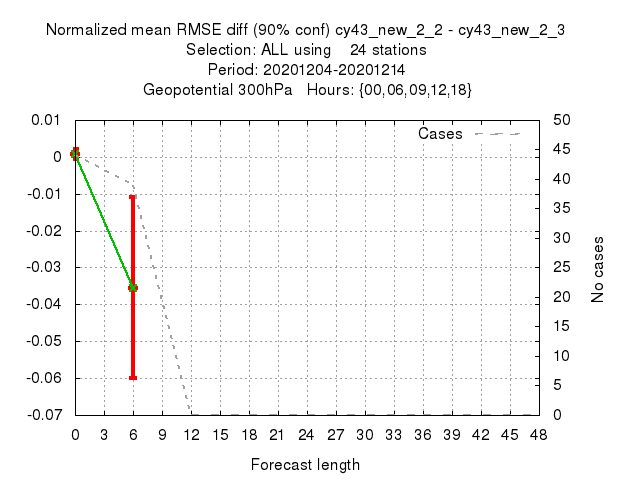 Normalized mean RMSE diff (90% conf) cy43_new_2_2 - cy43_new_2_3
Selection: ALL using 24 stations
Period: 20201204-20201214
Geopotential 300hPa Hours: {00,06,09,12,18}
Cases
0.01
0
-0.01
-0.02
-0.03
-0.04
-0.05
-0.06
-0.07
50
45
40
35
30
25
20
15
10
5
0
No cases
0 3 6 9 12 15 18 21 24 27 30 33 36 39 42 45 48
Forecast length